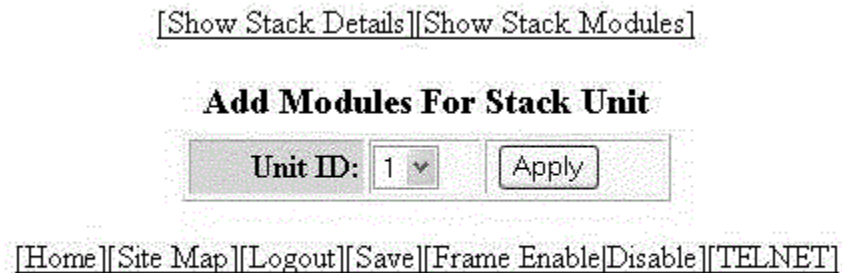 [Show Stack Details][Show Stack Modules]
Add Modules For Stack Unit
Unit ID: 1 Apply
[Home][Site Map][Logout][Save][Frame Enable|Disable][TELNET]